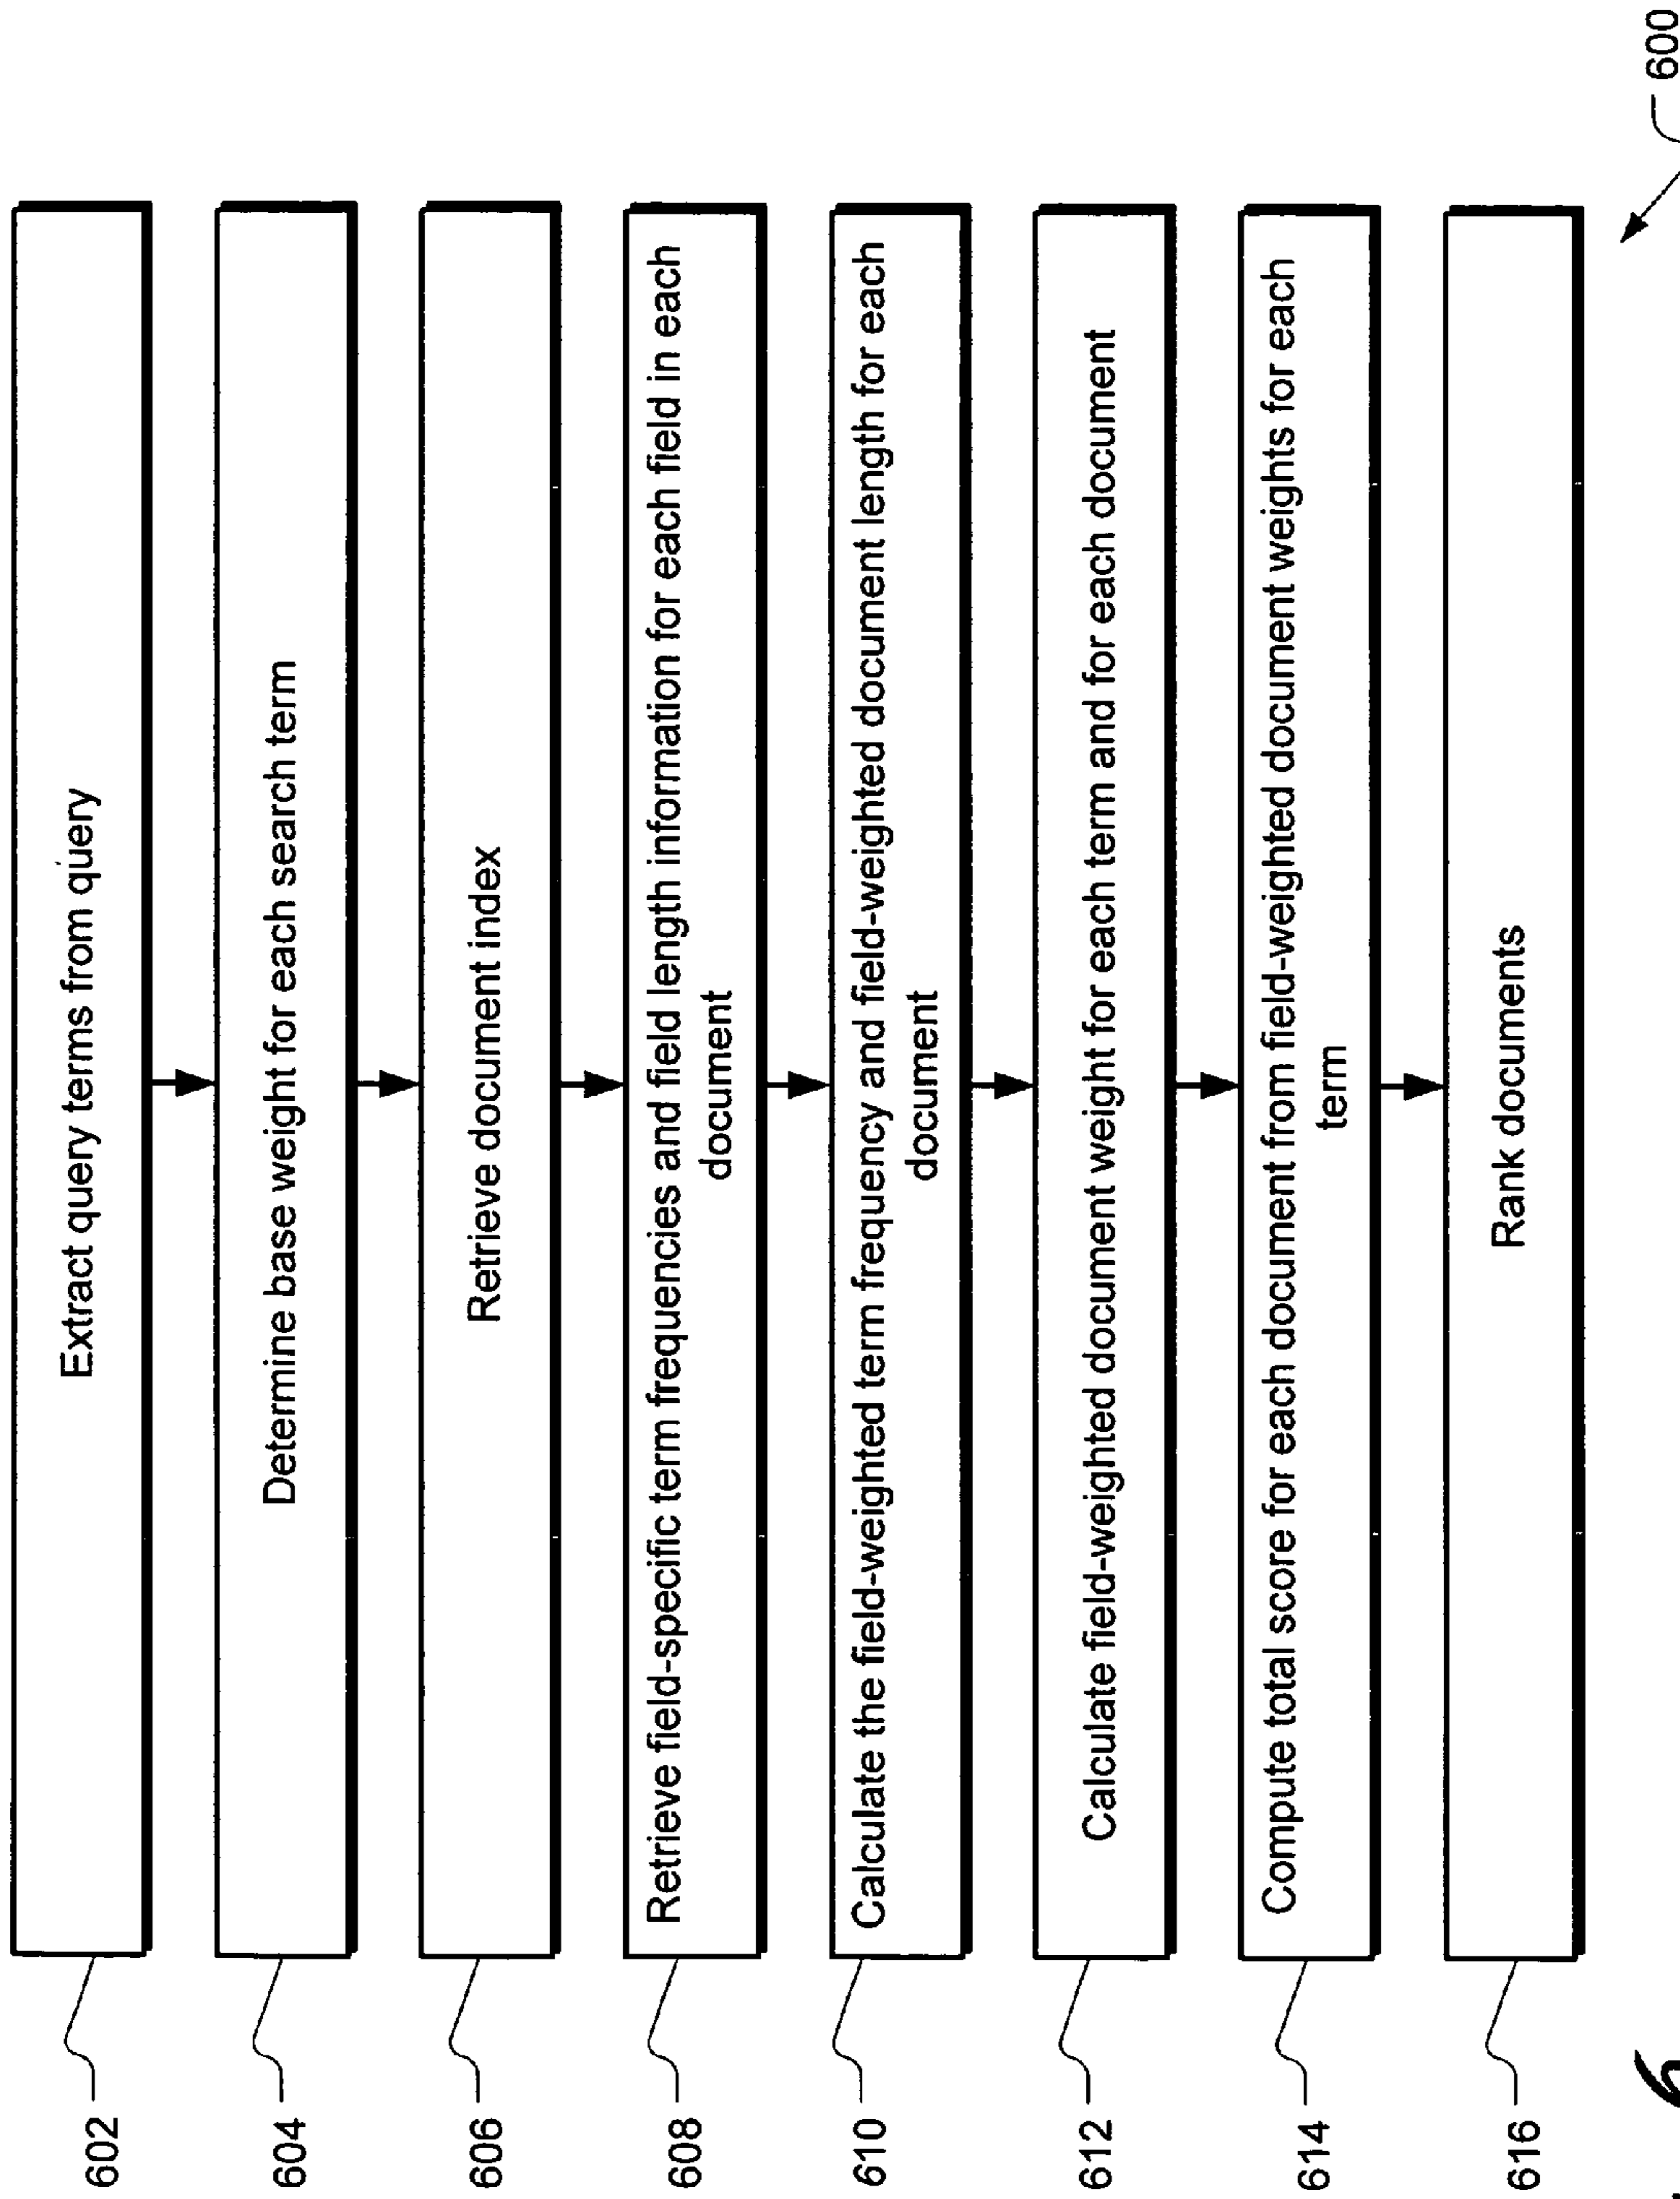 602
Extract query terms from query
604
Determine base weight for each search term
606
Retrieve document index
608
Retrieve field-specific term frequencies and field length information for each field in each
document
610
Calculate the field-weighted term frequency and field-weighted document length for each
document
612
Calculate field-weighted document weight for each term and for each document
614
Compute total score for each document from field-weighted document weights for each
term
616
Rank documents
600
6